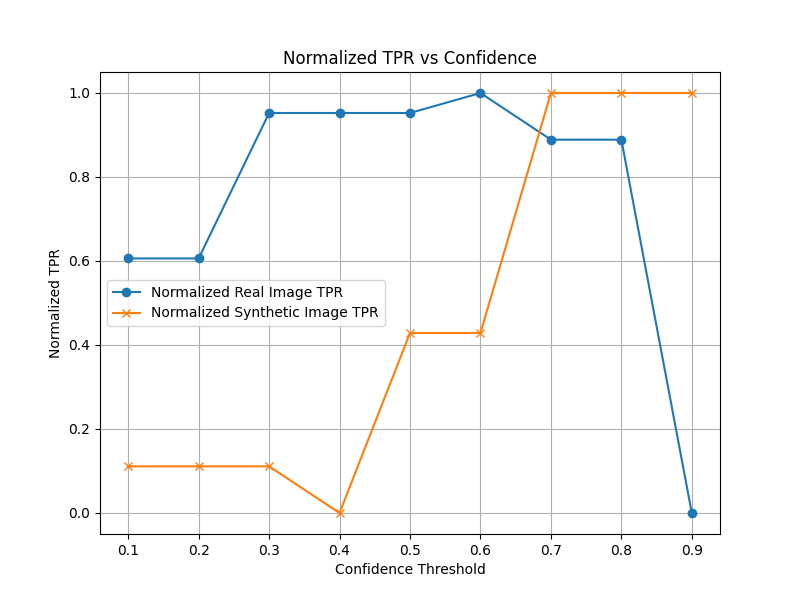 Normalized TPR vs Confidence
Normalized TPR
1.0
0.8
0.6
0.4
0.2
0.0
Normalized Real Image TPR
Normalized Synthetic Image TPR
0.1 0.2 0.3 0.4 0.5 0.6 0.7 0.8 0.9
Confidence Threshold